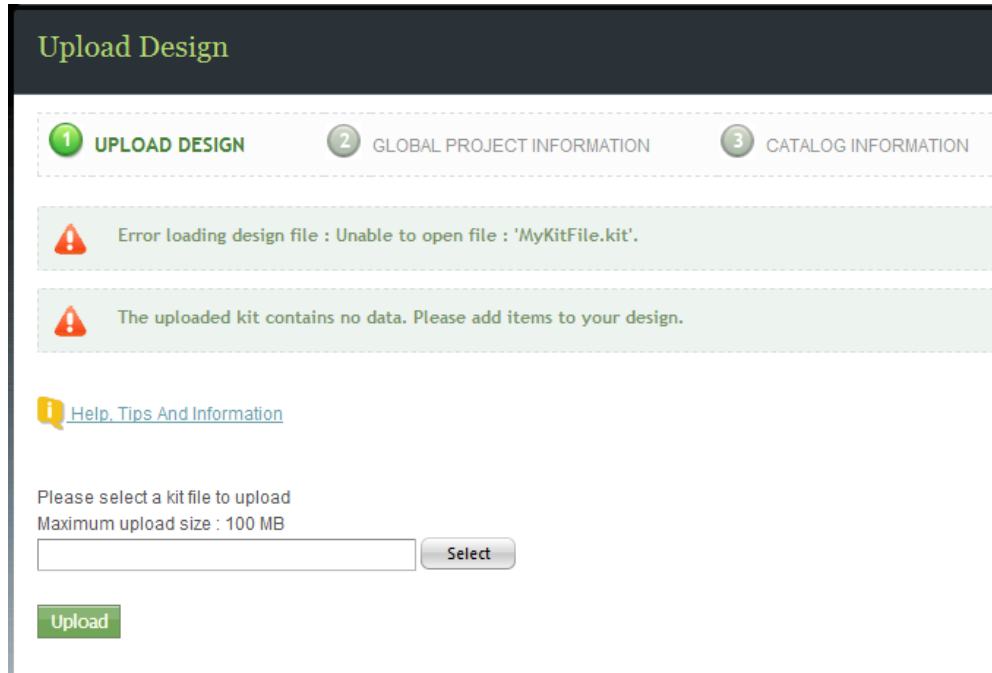 Upload Design
1 UPLOAD DESIGN 2 GLOBAL PROJECT INFORMATION 3 CATALOG INFORMATION
Error loading design file : Unable to open file : 'MyKitFile.kit'.
The uploaded kit contains no data. Please add items to your design.
i Help, Tips And Information
Please select a kit file to upload
Maximum upload size : 100 MB
Select
Upload